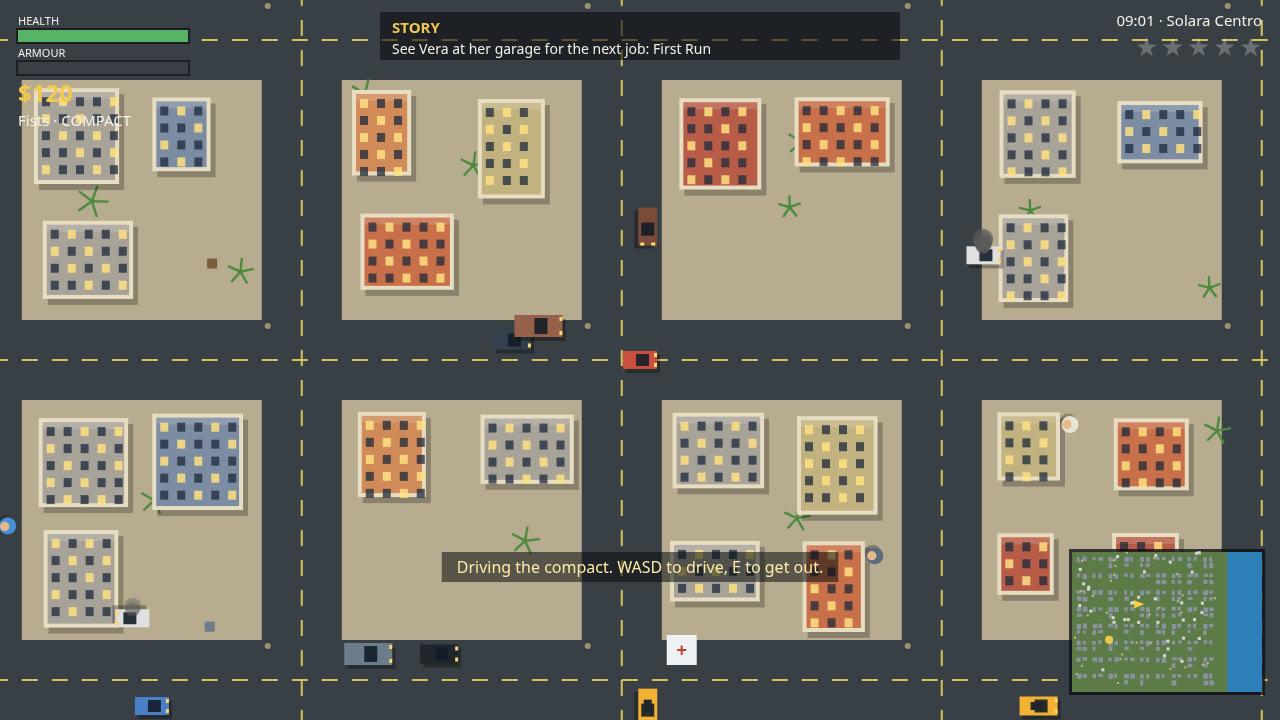 HEALTH
ARMOUR
$120
Fists · COMPACT
STORY
See Vera at her garage for the next job: First Run
09:01 · Solara Centro
Driving the compact. WASD to drive, E to get out.